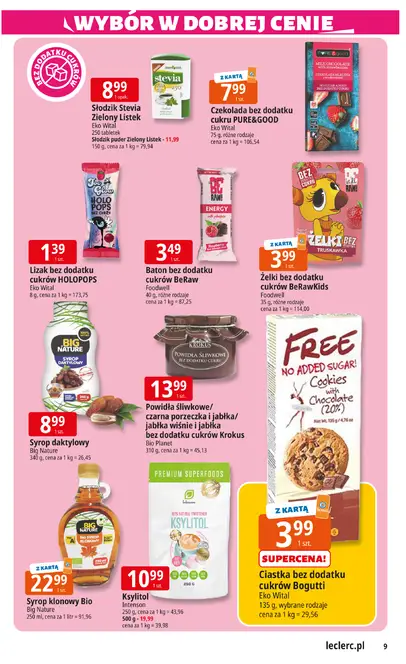 WYBÓR W DOBREJ CENIE
BEZ DODATKU CUKRÓW
8 99
1 opak.
stevia
Słodzik Stevia
Zielony Listek
Eko Wital
250 tabletek
Słodzik puder Zielony Listek - 11,99
150 g, cena za 1 kg = 79,94
Z KARTĄ
7 99
1 szt.
Czekolada bez dodatku
cukru PURE&GOOD
Eko Wital
75 g, różne rodzaje
cena za 1 kg = 106,54
HOLO
POPS
1 39
1 szt.
Lizak bez dodatku
cukrów HOLOPOPS
Eko Wital
8 g, cena za 1 kg = 173,75
BE
RAW
ENERGY
3 49
1 szt.
Baton bez dodatku
cukrów BeRaw
Foodwell
40 g, różne rodzaje
cena za 1 kg = 87,25
BEZ
ŻELKI
TRUSKAWKA
Z KARTĄ
3 99
1 szt.
Żelki bez dodatku
cukrów BeRawKids
Foodwell
35 g, różne rodzaje
cena za 1 kg = 114,00
BIG
NATURE
SYROP
DAKTYLOWY
8 99
1 szt.
Syrop daktylowy
Big Nature
340 g, cena za 1 kg = 26,45
KROKUS
POWIDŁA ŚLIWKOWE
BEZ DODATKU CUKRÓW
13 99
1 szt.
Powidła śliwkowe/
czarna porzeczka i jabłka/
jabłka wiśnie i jabłka
bez dodatku cukrów Krokus
Bio Planet
310 g, cena za 1 kg = 45,13
FREE
NO ADDED SUGAR!
Cookies
with
Chocolate
(20%)
Z KARTĄ
3 99
1 szt.
SUPERCENA!
Ciastka bez dodatku
cukrów Bogutti
Eko Wital
135 g, wybrane rodzaje
cena za 1 kg = 29,56
BIG
NATURE
Z KARTĄ
22 99
1 szt.
Syrop klonowy Bio
Big Nature
250 ml, cena za 1 litr = 91,96
PREMIUM SUPERFOODS
KSYLITOL
10 99
1 szt.
Ksylitol
Intenson
250 g, cena za 1 kg = 43,96
500 g - 19,99
cena za 1 kg = 39,98
leclerc.pl
9